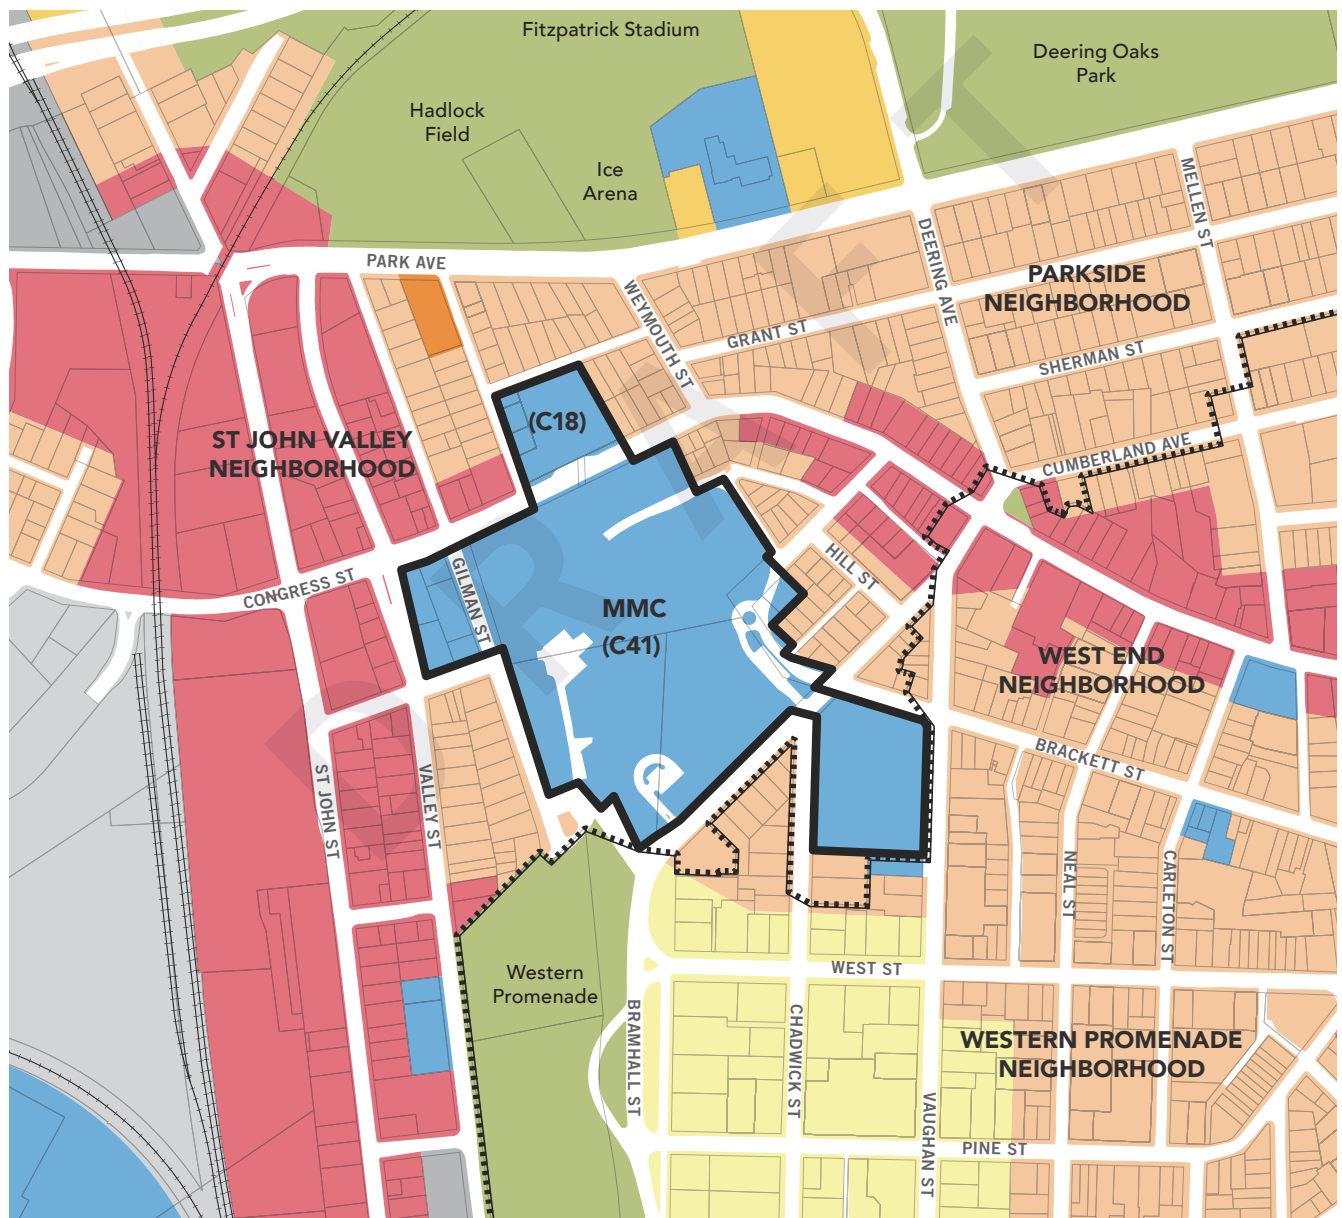 Fitzpatrick Stadium
Deering Oaks
Park
Hadlock
Field
Ice
Arena
MELLEN ST
DEERING AVE
PARK AVE
PARKSIDE
NEIGHBORHOOD
WEYMOUTH ST
GRANT ST
SHERMAN ST
(C18)
ST JOHN VALLEY
NEIGHBORHOOD
CUMBERLAND AVE
HILL ST
GILMAN ST
CONGRESS ST
MMC
(C41)
WEST END
NEIGHBORHOOD
BRACKETT ST
ST JOHN ST
VALLEY ST
NEAL ST
CARLETON ST
Western
Promenade
WEST ST
BRAMHALL ST
CHADWICK ST
WESTERN PROMENADE
NEIGHBORHOOD
VAUGHAN ST
PINE ST
DRAFT